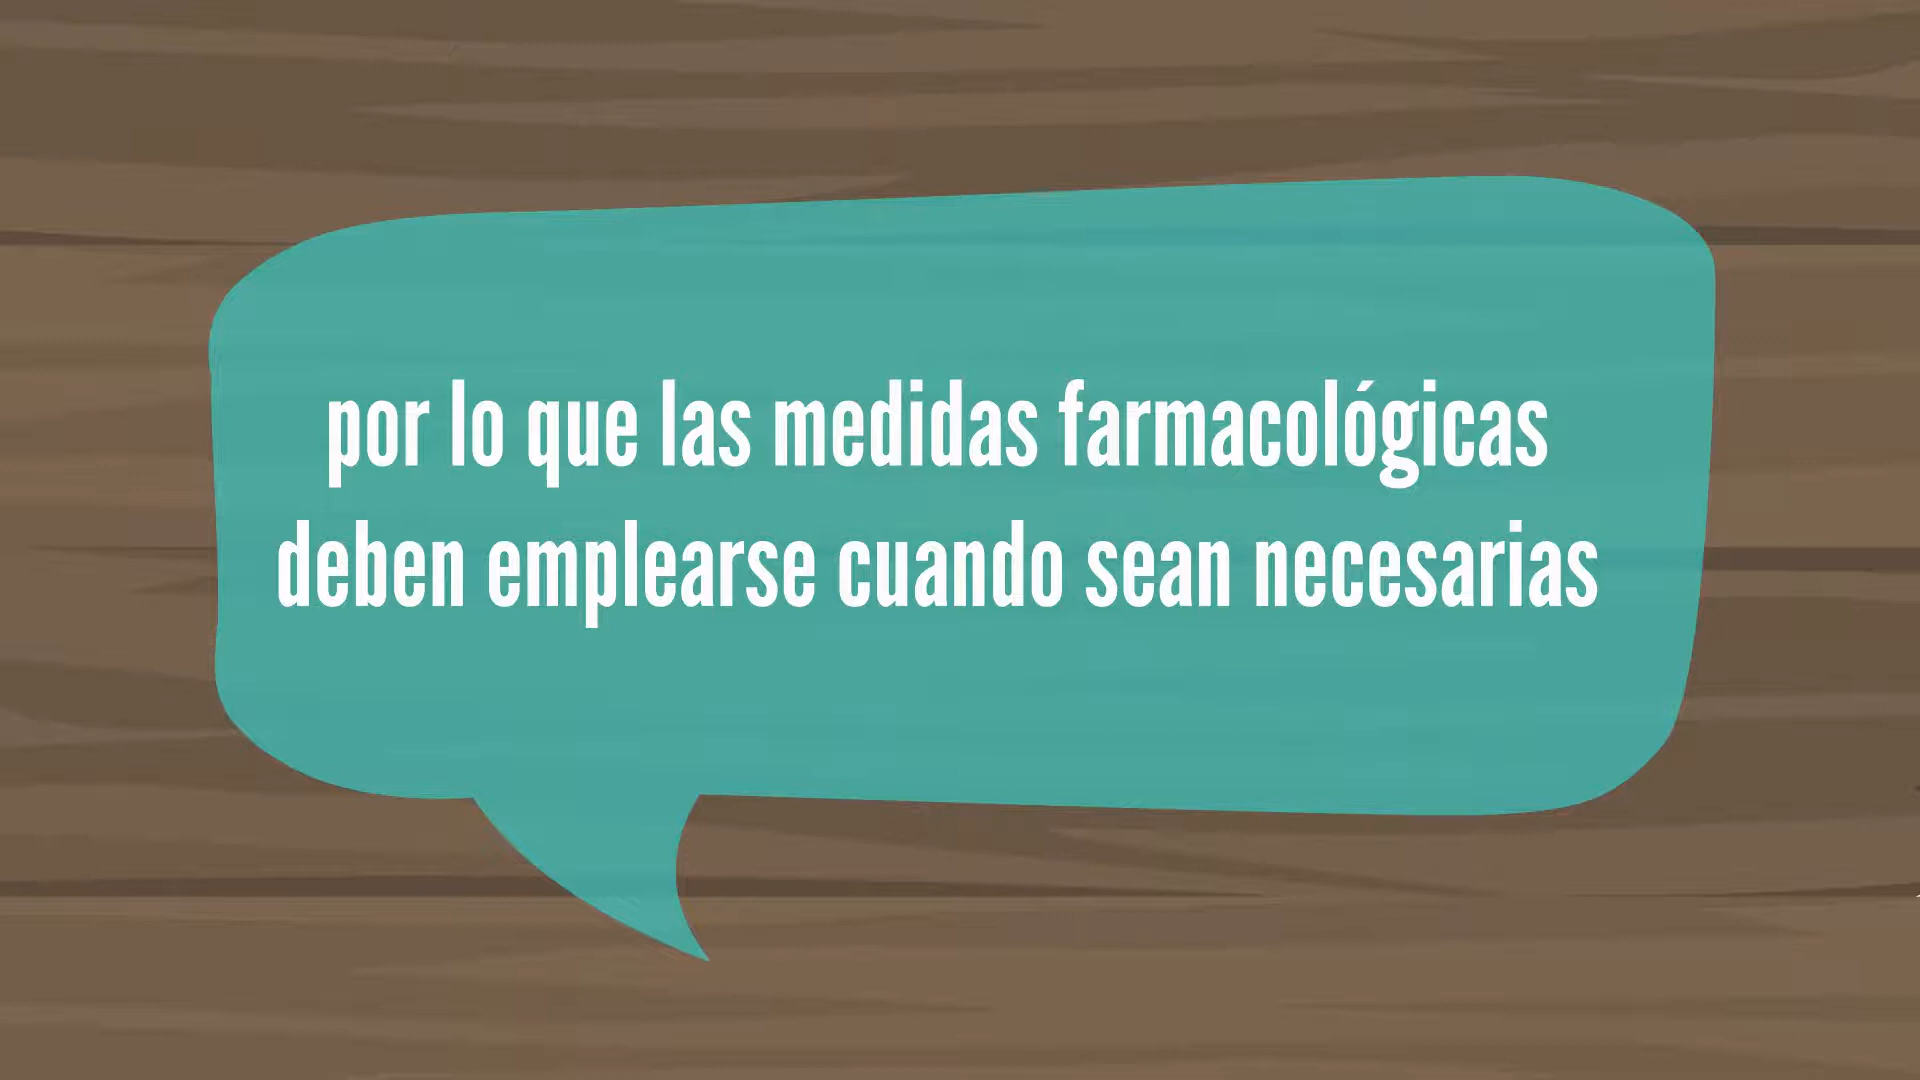 por lo que las medidas farmacológicas
deben emplearse cuando sean necesarias